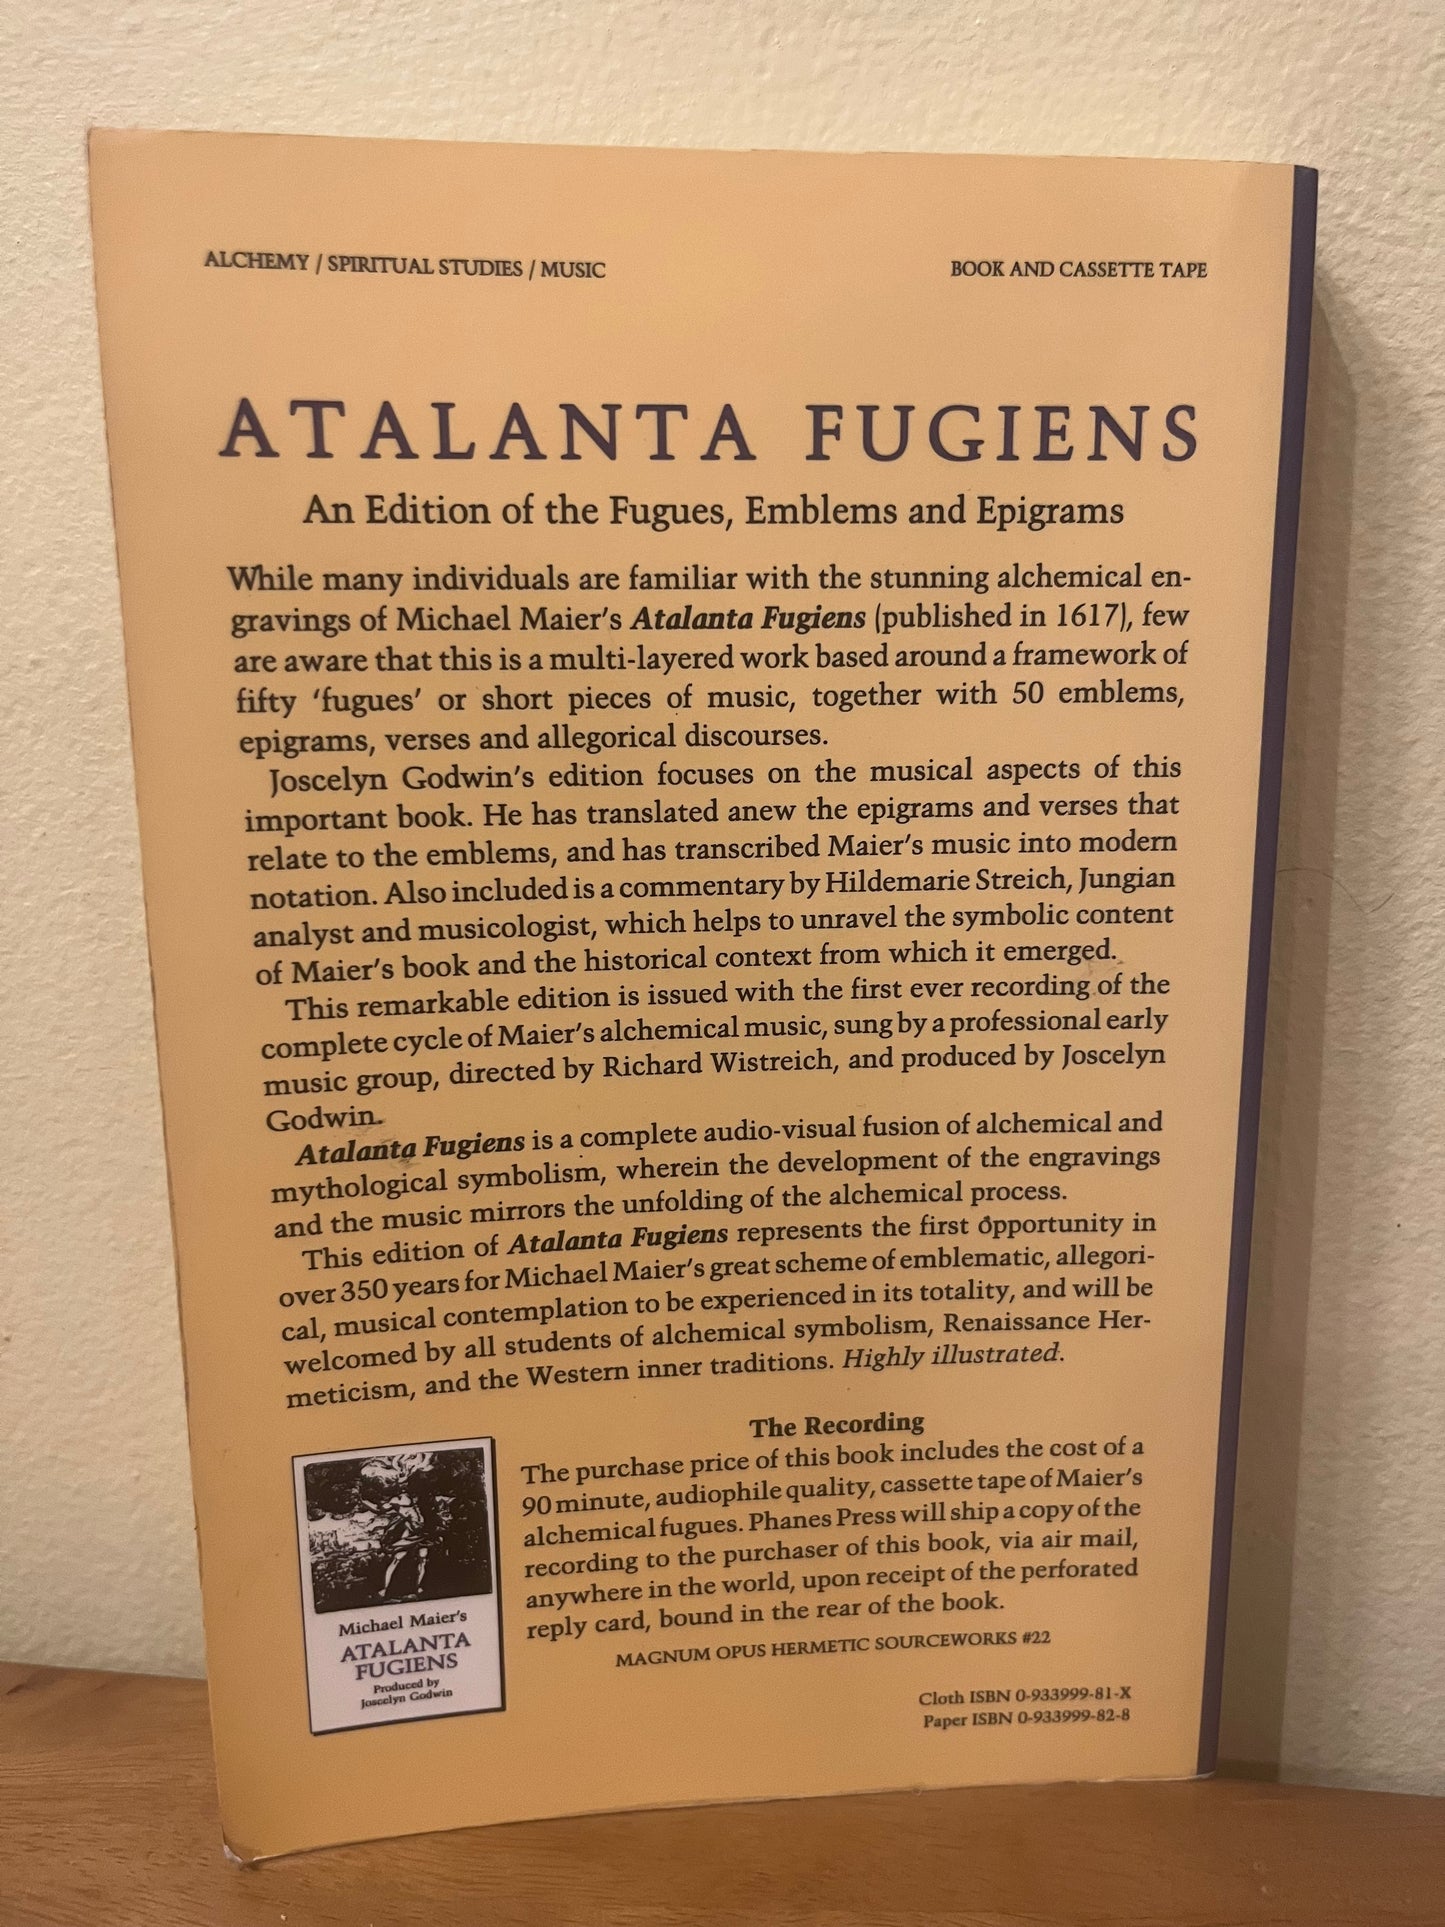 ALCHEMY / SPIRITUAL STUDIES / MUSIC
BOOK AND CASSETTE TAPE
ATALANTA FUGIENS
An Edition of the Fugues, Emblems and Epigrams
While many individuals are familiar with the stunning alchemical en-
gravings of Michael Maier's Atalanta Fugiens (published in 1617), few
are aware that this is a multi-layered work based around a framework of
fifty 'fugues' or short pieces of music, together with 50 emblems,
epigrams, verses and allegorical discourses.
Joscelyn Godwin's edition focuses on the musical aspects of this
important book. He has translated anew the epigrams and verses that
relate to the emblems, and has transcribed Maier's music into modern
notation. Also included is a commentary by Hildemarie Streich, Jungian
analyst and musicologist, which helps to unravel the symbolic content
of Maier's book and the historical context from which it emerged.
This remarkable edition is issued with the first ever recording of the
complete cycle of Maier's alchemical music, sung by a professional early
music group, directed by Richard Wistreich, and produced by Joscelyn
Godwin.
Atalanta Fugiens is a complete audio-visual fusion of alchemical and
mythological symbolism, wherein the development of the engravings
and the music mirrors the unfolding of the alchemical process.
This edition of Atalanta Fugiens represents the first opportunity in
over 350 years for Michael Maier's great scheme of emblematic, allegori-
cal, musical contemplation to be experienced in its totality, and will be
welcomed by all students of alchemical symbolism, Renaissance Her-
meticism, and the Western inner traditions. Highly illustrated.
The Recording
The purchase price of this book includes the cost of a
90 minute, audiophile quality, cassette tape of Maier's
alchemical fugues. Phanes Press will ship a copy of the
recording to the purchaser of this book, via air mail,
anywhere in the world, upon receipt of the perforated
reply card, bound in the rear of the book.
MAGNUM OPUS HERMETIC SOURCEWORKS #22
Michael Maier's
ATALANTA
FUGIENS
Produced by
Joscelyn Godwin
Cloth ISBN 0-933999-81-X
Paper ISBN 0-933999-82-8